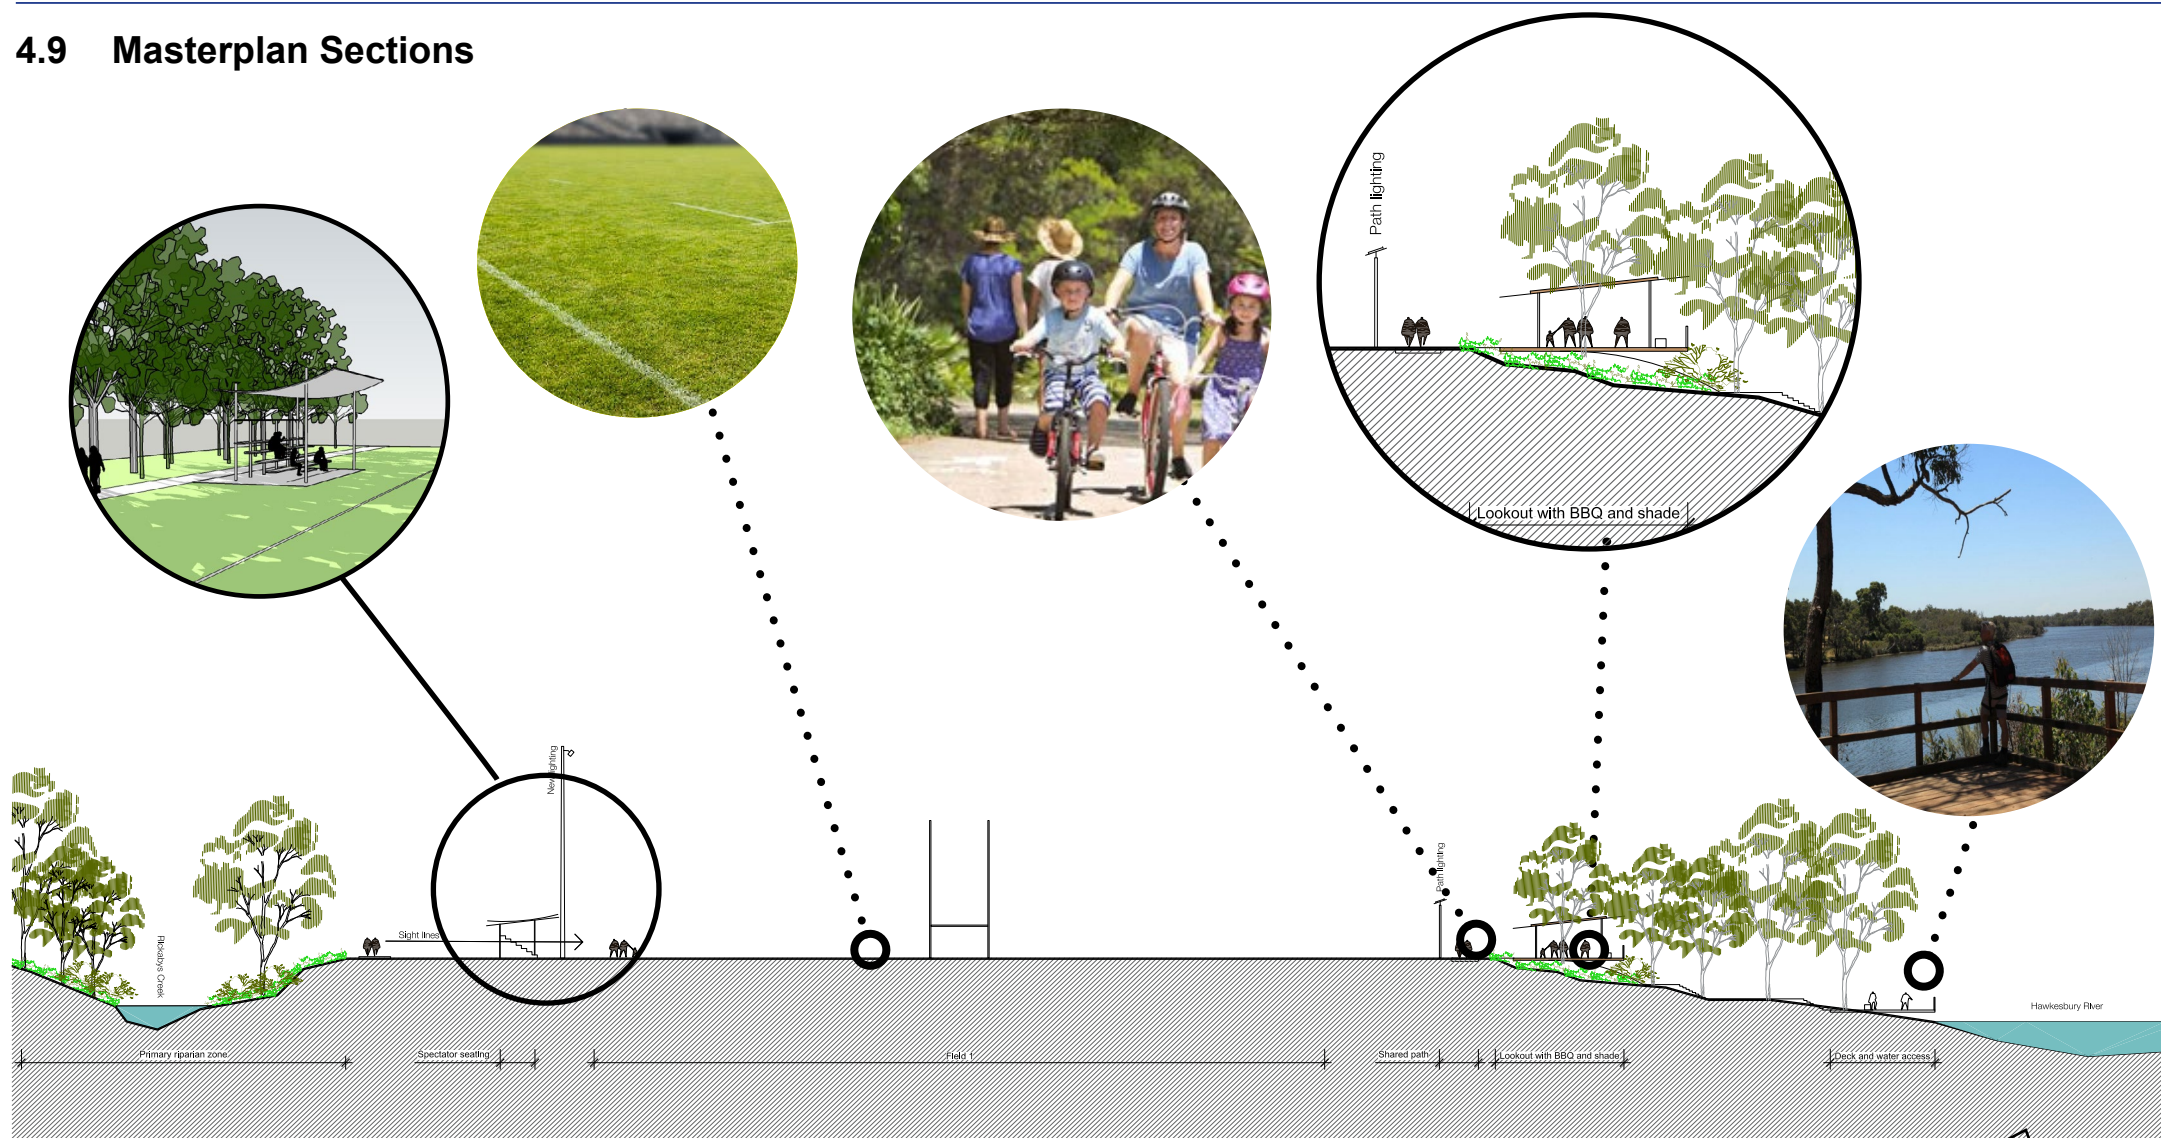 4.9 Masterplan Sections
Path lighting
Lookout with BBQ and shade
New lighting
Path lighting
Rickabys Creek
Sight lines
Hawkesbury River
Primary riparian zone
Spectator seating
Field 1
Shared path
Lookout with BBQ and shade
Deck and water access